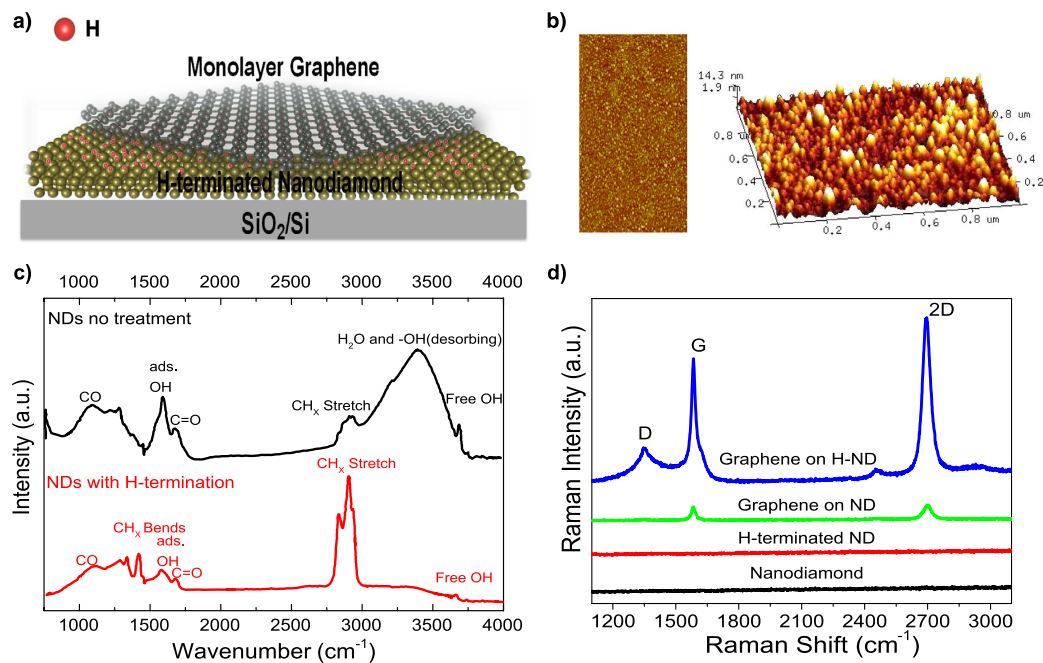 a)
H
Monolayer Graphene
H-terminated Nanodiamond
SiO₂/Si
b)
14.3 nm
1.9 nm
0.8 um
0.6
0.4
0.2
0.2
0.4
0.6
0.8 um
0.8 um
0.6
0.4
0.2
c)
1000 1500 2000 2500 3000 3500 4000
NDs no treatment
H₂O and -OH(desorbing)
ads.
OH
CO
C=O
CHₓ Stretch
Free OH
CHₓ Stretch
NDs with H-termination
CHₓ Bends
ads.
OH
CO
C=O
Free OH
Intensity (a.u.)
1000 1500 2000 2500 3000 3500 4000
Wavenumber (cm⁻¹)
d)
2D
G
D
Graphene on H-ND
Graphene on ND
H-terminated ND
Nanodiamond
Raman Intensity (a.u.)
1200 1500 1800 2100 2400 2700 3000
Raman Shift (cm⁻¹)